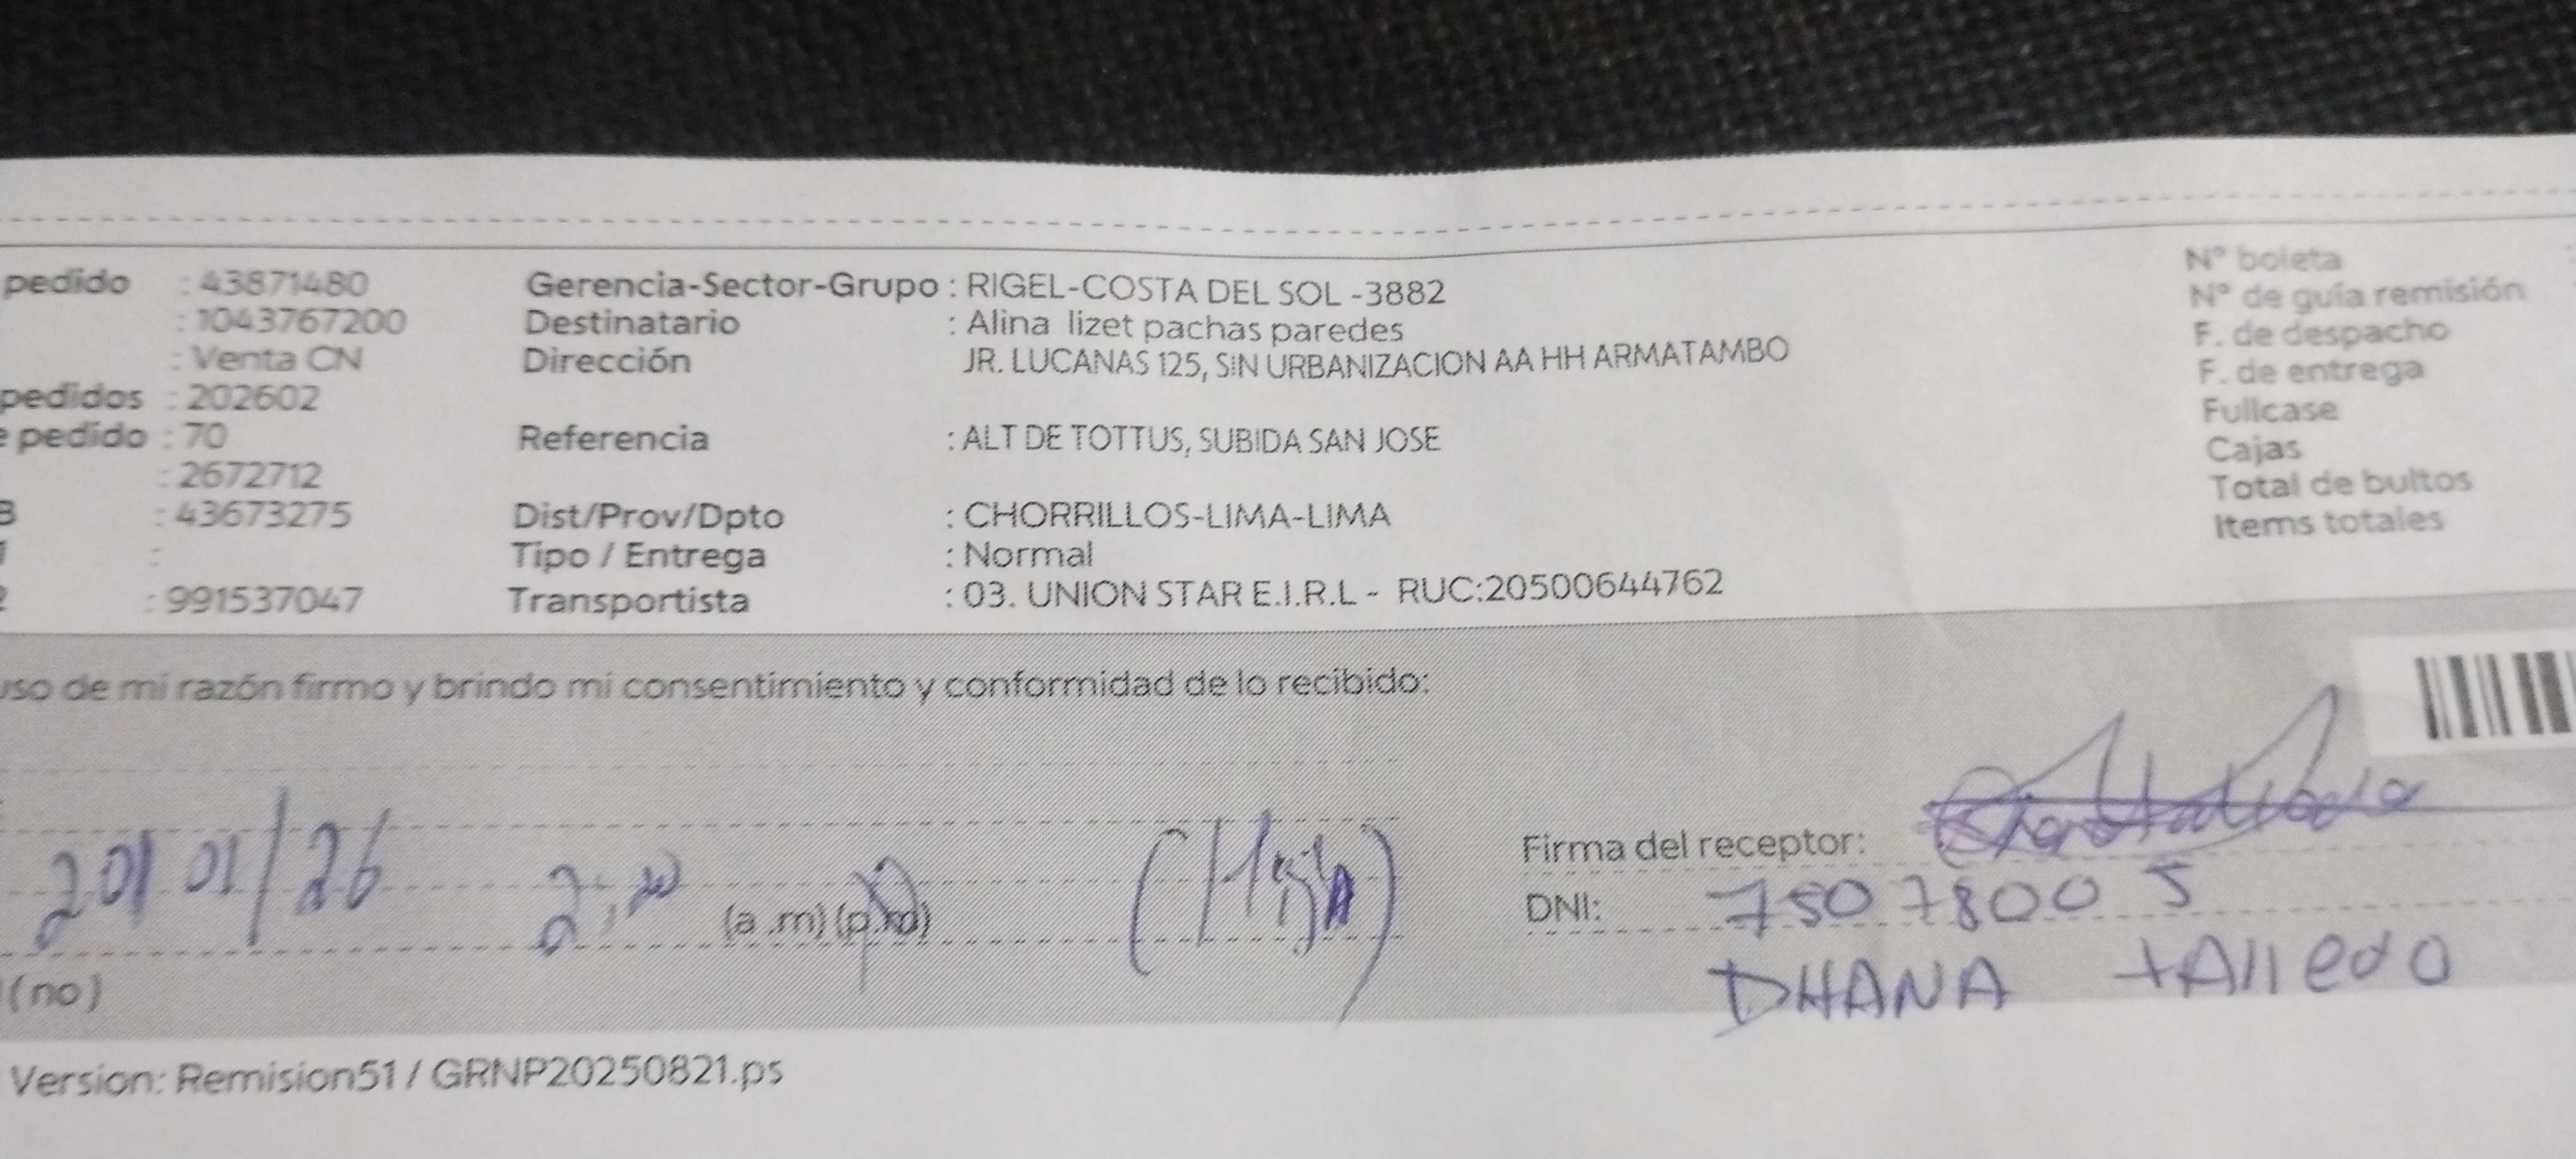 pedido : 43871480 Gerencia-Sector-Grupo : RIGEL-COSTA DEL SOL -3882 N° boleta
: 1043767200 Destinatario : Alina lizet pachas paredes N° de guía remisión
: Venta CN Dirección JR. LUCANAS 125, SIN URBANIZACION AA HH ARMATAMBO F. de despacho
pedidos : 202602 F. de entrega
e pedido : 70 Referencia : ALT DE TOTTUS, SUBIDA SAN JOSE Fullcase
: 2672712 Cajas
: 43673275 Dist/Prov/Dpto : CHORRILLOS-LIMA-LIMA Total de bultos
: Tipo / Entrega : Normal Items totales
: 991537047 Transportista : 03. UNION STAR E.I.R.L - RUC:20500644762
uso de mi razón firmo y brindo mi consentimiento y conformidad de lo recibido:
Firma del receptor:
20/01/26 (a.m) (p.m) (HijA) DNI: 75078005
(no) DHANA tAllEdO
Version: Remision51 / GRNP20250821.ps